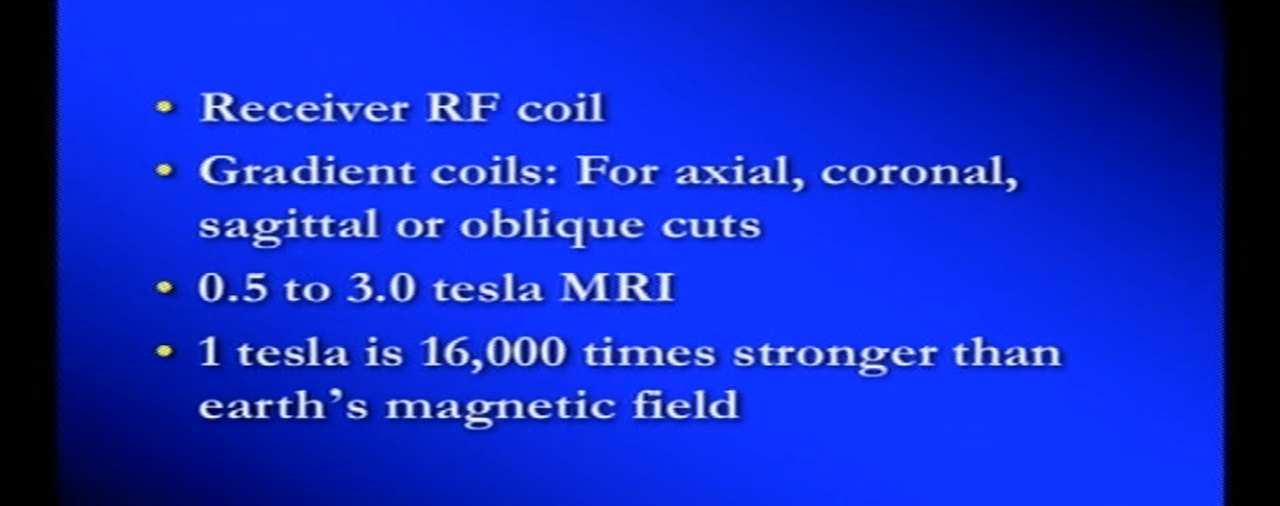 • Receiver RF coil
• Gradient coils: For axial, coronal,
sagittal or oblique cuts
• 0.5 to 3.0 tesla MRI
• 1 tesla is 16,000 times stronger than
earth’s magnetic field